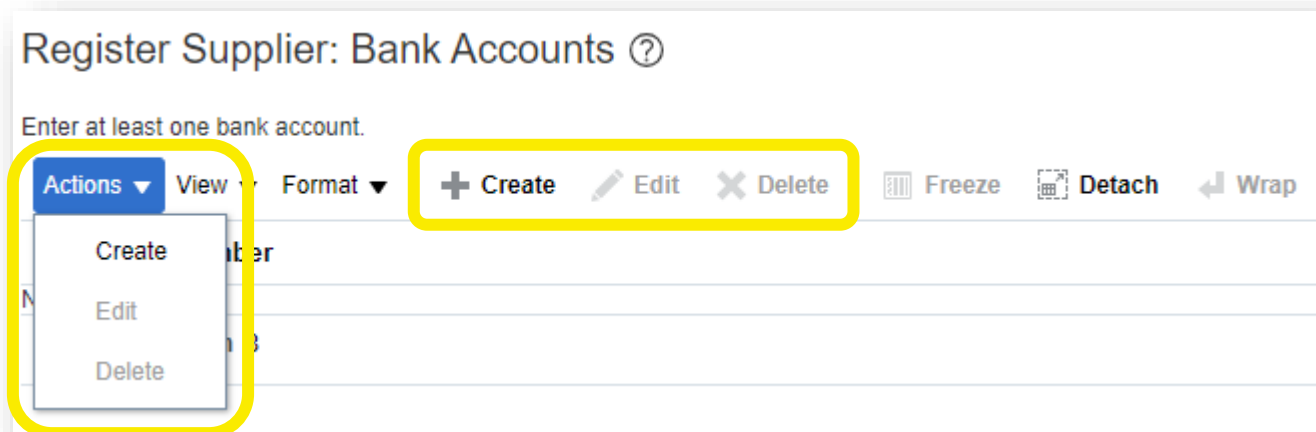 Register Supplier: Bank Accounts ?
Enter at least one bank account.
Actions View Format Create Edit Delete Freeze Detach Wrap
Create
Edit
Delete